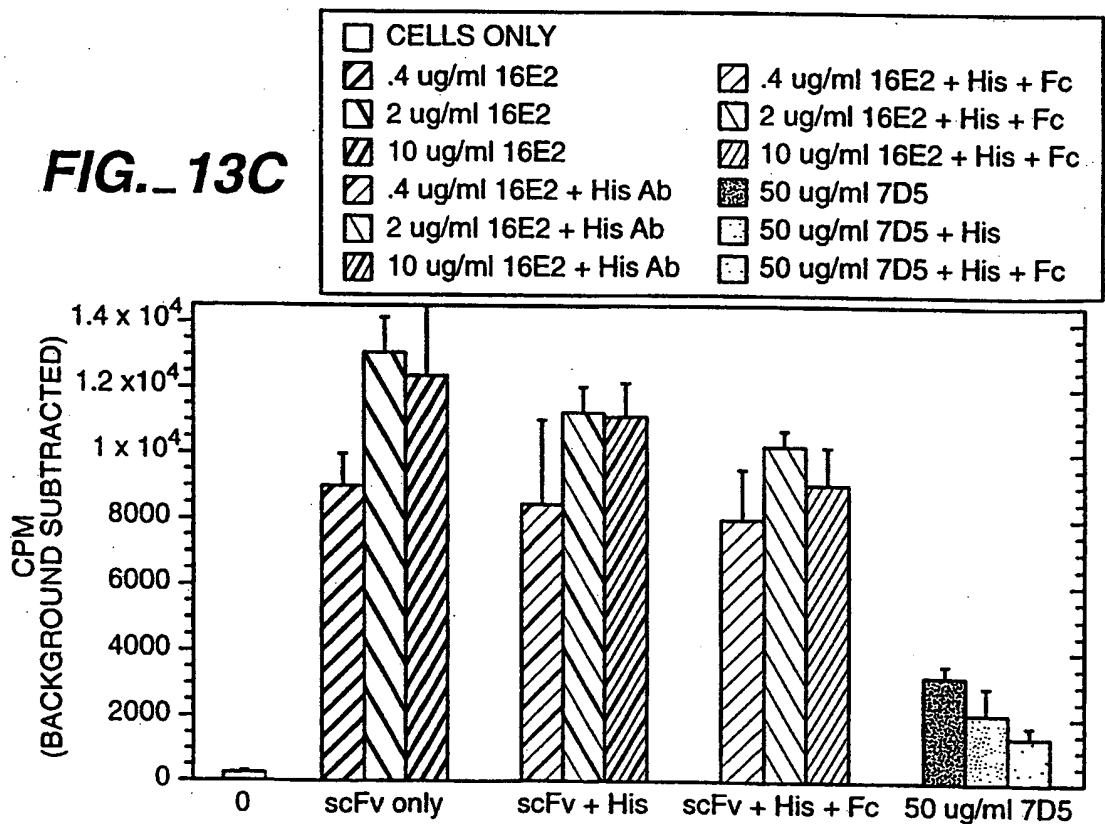 FIG._13C
CELLS ONLY
.4 ug/ml 16E2
2 ug/ml 16E2
10 ug/ml 16E2
.4 ug/ml 16E2 + His Ab
2 ug/ml 16E2 + His Ab
10 ug/ml 16E2 + His Ab
.4 ug/ml 16E2 + His + Fc
2 ug/ml 16E2 + His + Fc
10 ug/ml 16E2 + His + Fc
50 ug/ml 7D5
50 ug/ml 7D5 + His
50 ug/ml 7D5 + His + Fc
CPM
(BACKGROUND SUBTRACTED)
1.4 x 10⁴
1.2 x10⁴
1 x 10⁴
8000
6000
4000
2000
0
0
scFv only
scFv + His
scFv + His + Fc
50 ug/ml 7D5